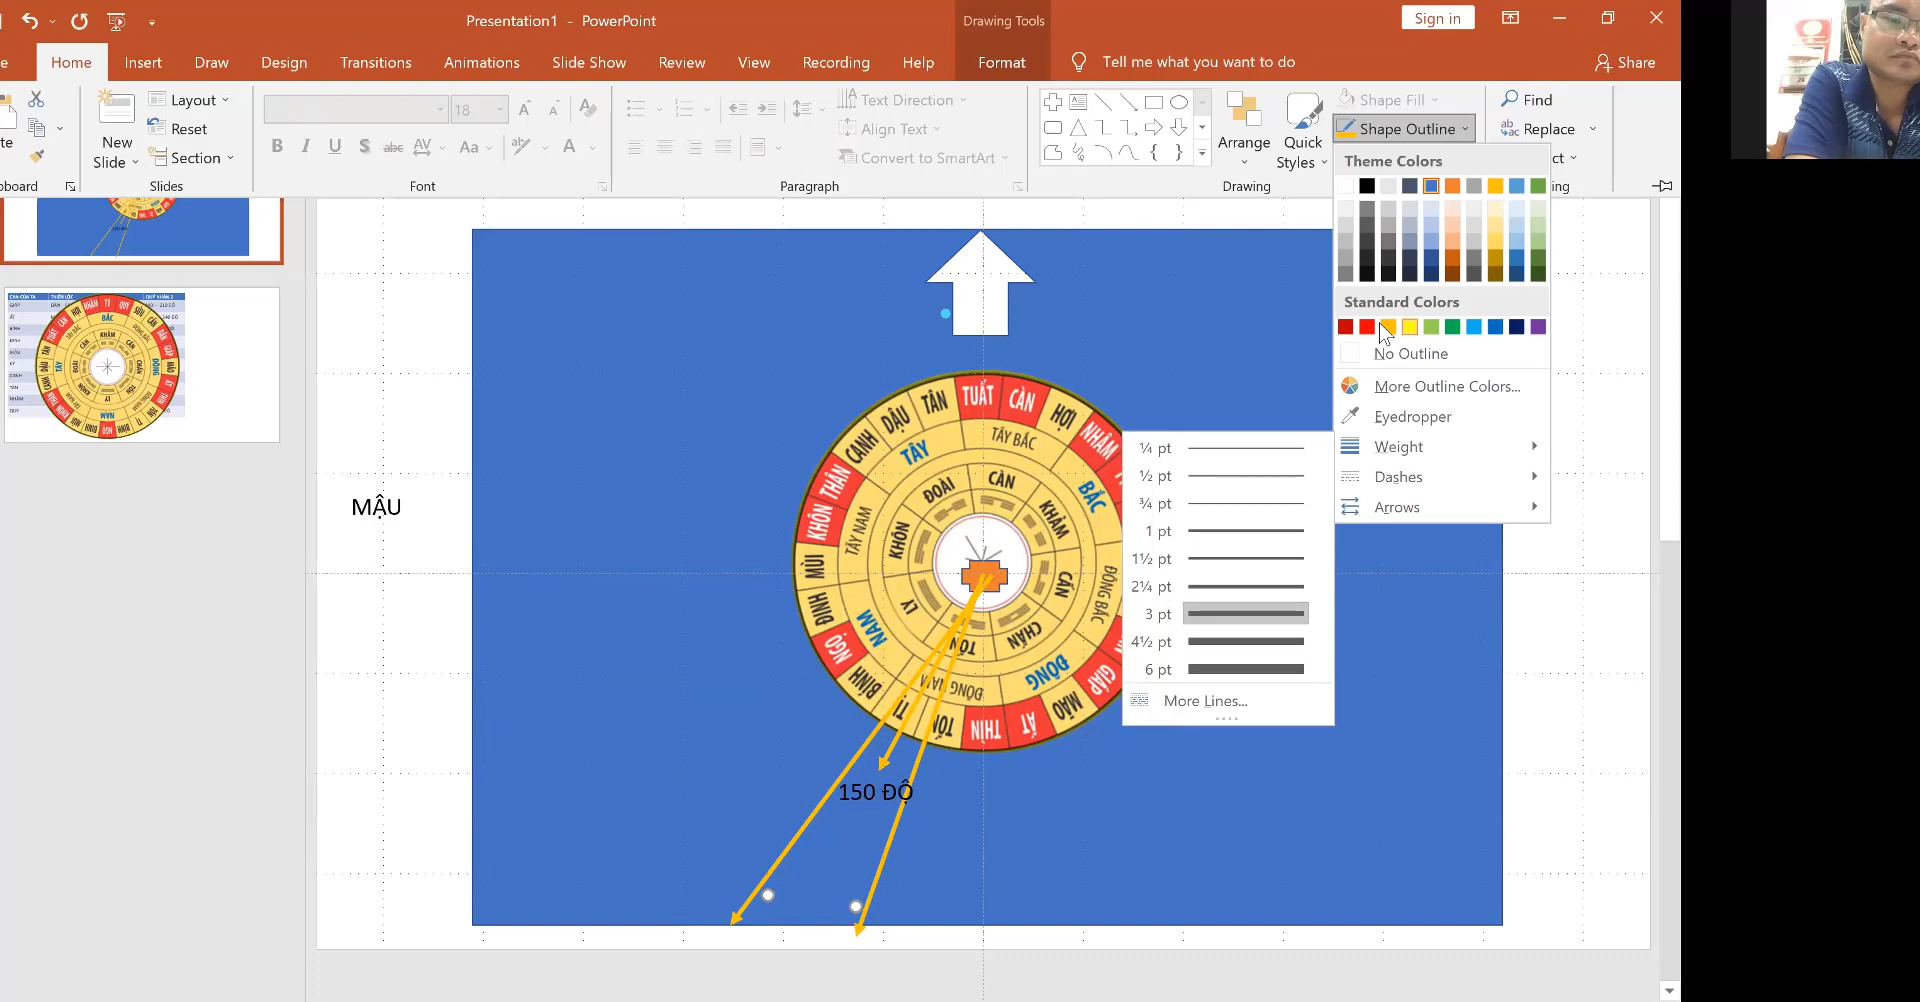 Presentation1 - PowerPoint
Drawing Tools
Sign in
Home
Insert
Draw
Design
Transitions
Animations
Slide Show
Review
View
Recording
Help
Format
Tell me what you want to do
Share
New
Slide
Layout
Reset
Section
Slides
18
B I U S abc AV
Aa
A
Font
Text Direction
Align Text
Convert to SmartArt
Paragraph
Arrange
Quick
Styles
Drawing
Shape Fill
Shape Outline
Find
Replace
Theme Colors
Standard Colors
No Outline
More Outline Colors...
Eyedropper
Weight
Dashes
Arrows
¼ pt
½ pt
¾ pt
1 pt
1½ pt
2¼ pt
3 pt
4½ pt
6 pt
More Lines...
MẬU
150 ĐỘ
TUẤT
CÀN
HỢI
NHÂM
TÂN
DẬU
CANH
THÂN
KHÔN
MÙI
ĐINH
NGỌ
BÍNH
TỊ
TỐN
THÌN
ẤT
MÃO
GIÁP
TÂY BẮC
BẮC
ĐÔNG BẮC
ĐÔNG
ĐÔNG NAM
NAM
TÂY NAM
TÂY
CÀN
KHẢM
CẤN
CHẤN
TỐN
LY
KHÔN
ĐOÀI